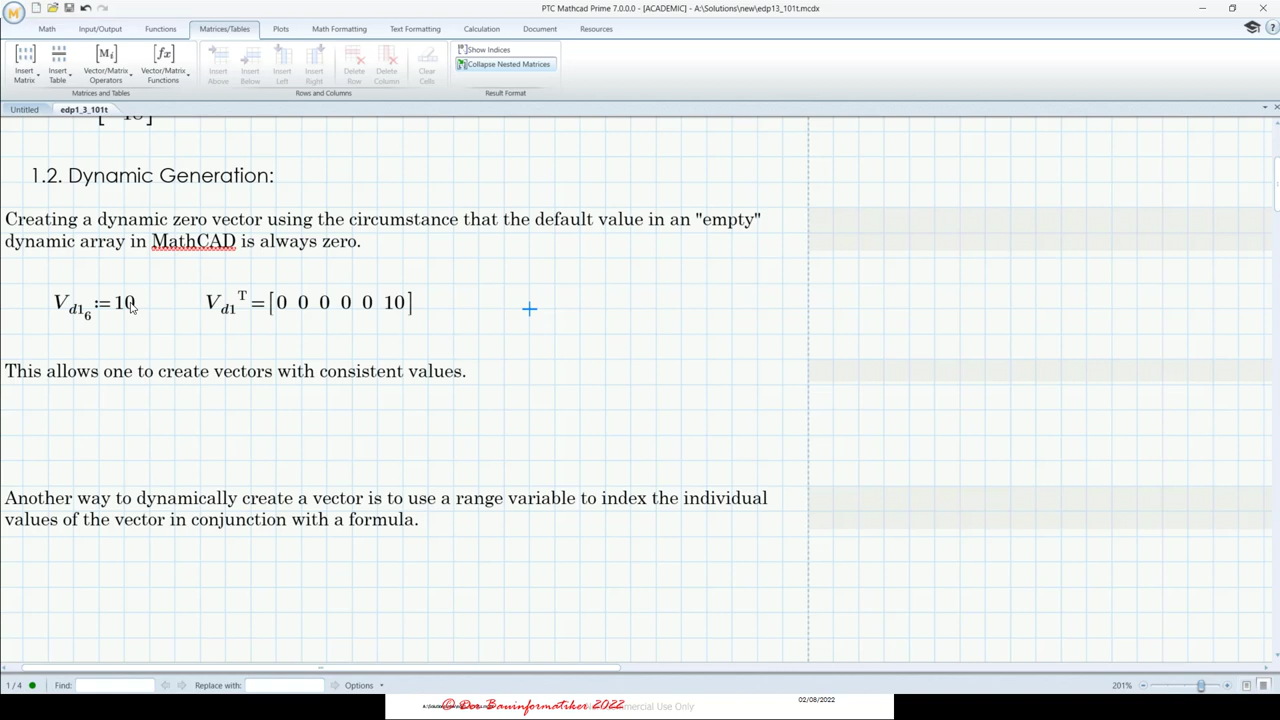 PTC Mathcad Prime 7.0.0.0 - [ACADEMIC] - A:\Solutions\new\edp13_101t.mcdx
Math Input/Output Functions Matrices/Tables Plots Math Formatting Text Formatting Calculation Document Resources
Insert Matrix Insert Table Vector/Matrix Operators Vector/Matrix Functions Insert Above Insert Below Insert Left Insert Right Delete Row Delete Column Clear Cells Show Indices Collapse Nested Matrices
Matrices and Tables Rows and Columns Result Format
Untitled edp1_3_101t
1.2. Dynamic Generation:
Creating a dynamic zero vector using the circumstance that the default value in an "empty"
dynamic array in MathCAD is always zero.
V_d1_6 := 10 V_d1^T = [0 0 0 0 0 10]
This allows one to create vectors with consistent values.
Another way to dynamically create a vector is to use a range variable to index the individual
values of the vector in conjunction with a formula.
1 / 4 Find: Replace with: Options 201%
© Der Bauinformatiker 2022 Commercial Use Only 02/08/2022